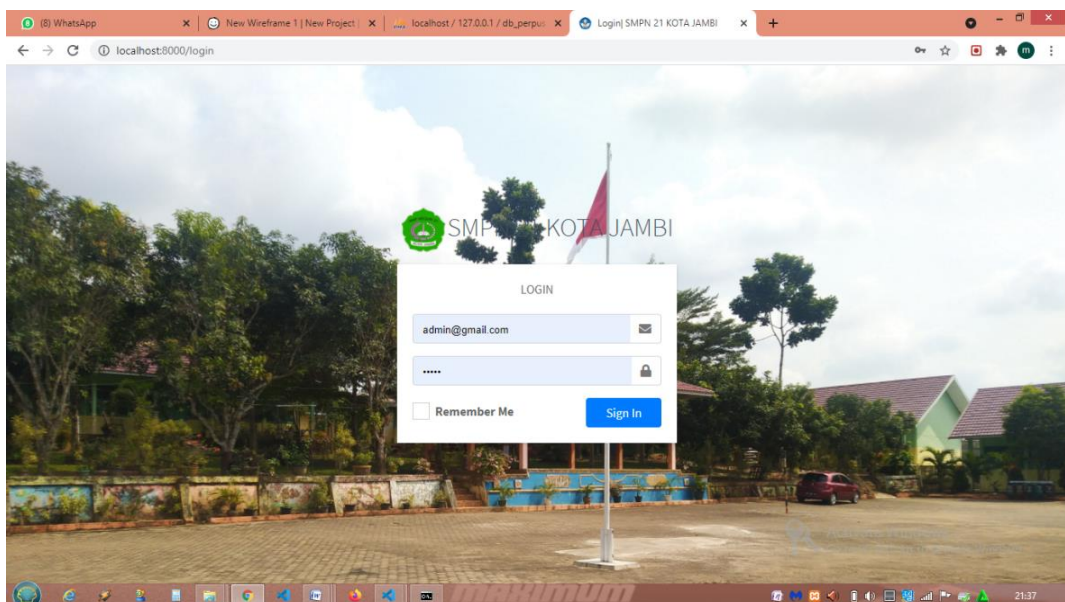 (8) WhatsApp
New Wireframe 1 | New Project |
localhost / 127.0.0.1 / db_perpus
Login| SMPN 21 KOTA JAMBI
localhost:8000/login
m
KOTA JAMBI
LOGIN
admin@gmail.com
Remember Me
Sign In
maximum
21:37